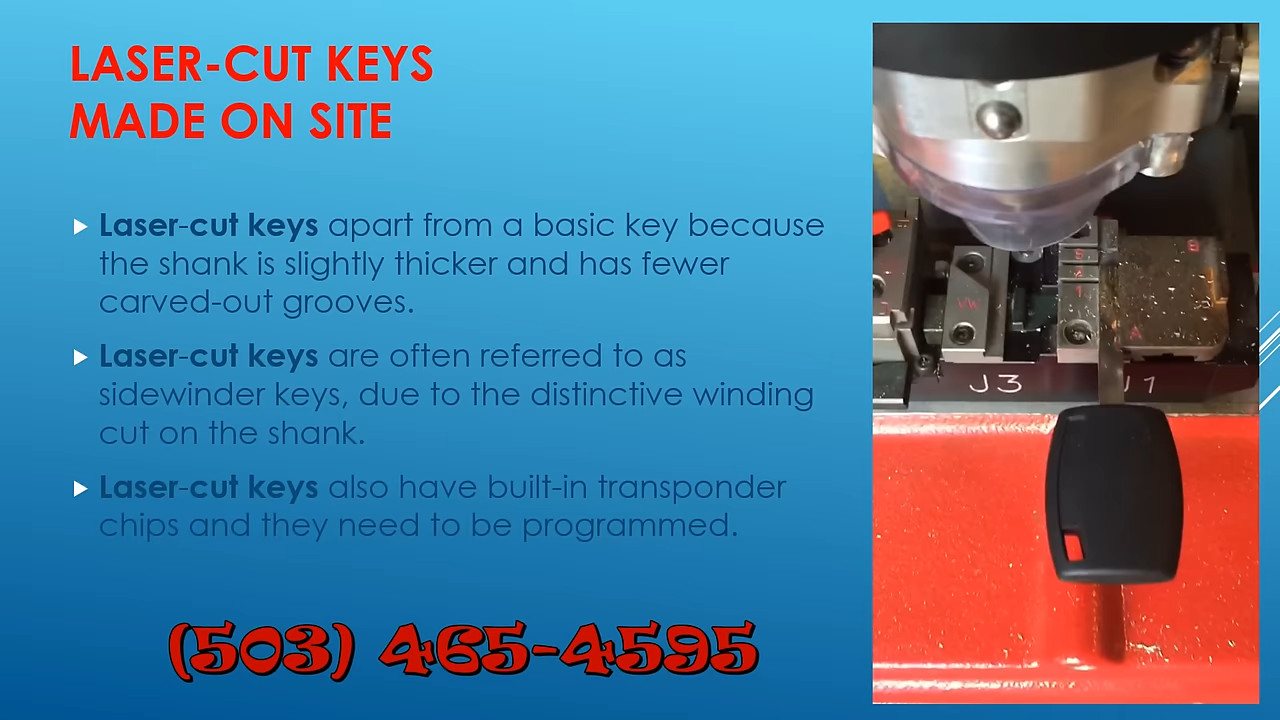 LASER-CUT KEYS
MADE ON SITE
Laser-cut keys apart from a basic key because
the shank is slightly thicker and has fewer
carved-out grooves.
Laser-cut keys are often referred to as
sidewinder keys, due to the distinctive winding
cut on the shank.
Laser-cut keys also have built-in transponder
chips and they need to be programmed.
(503) 465-4595
B
1
A
J3
J1